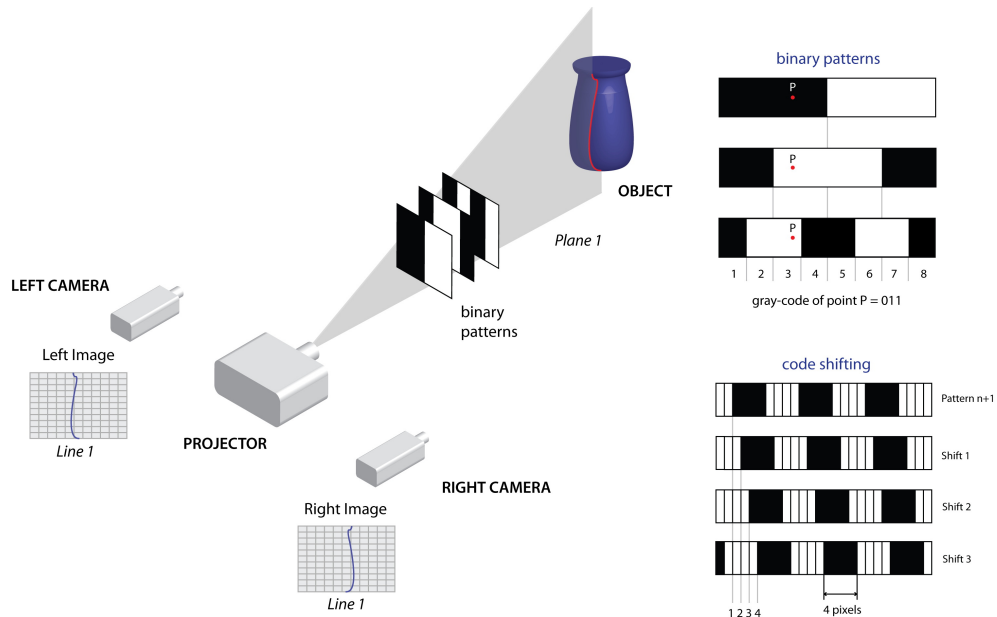 LEFT CAMERA
Left Image
Line 1
PROJECTOR
Right Image
Line 1
RIGHT CAMERA
binary
patterns
Plane 1
OBJECT
binary patterns
P
P
P
1 2 3 4 5 6 7 8
gray-code of point P = 011
code shifting
Pattern n+1
Shift 1
Shift 2
Shift 3
1 2 3 4
4 pixels